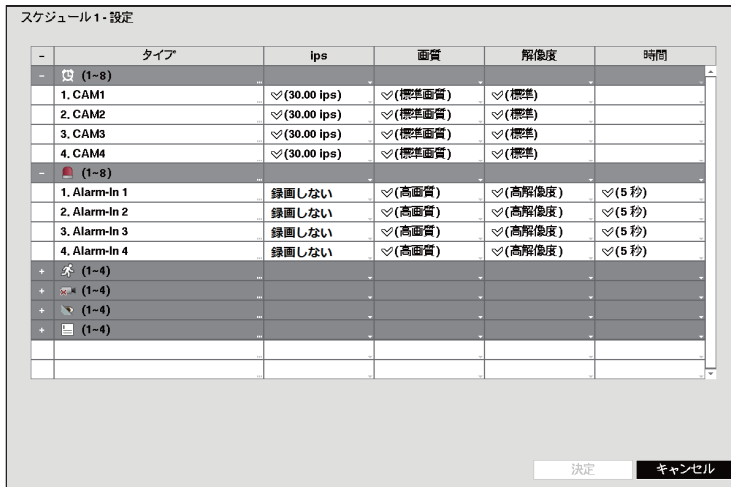 スケジュール 1 - 設定
- タイプ ips 画質 解像度 時間
- (1~8)
1. CAM1 (30.00 ips) (標準画質) (標準)
2. CAM2 (30.00 ips) (標準画質) (標準)
3. CAM3 (30.00 ips) (標準画質) (標準)
4. CAM4 (30.00 ips) (標準画質) (標準)
- (1~8)
1. Alarm-In 1 録画しない (高画質) (高解像度) (5 秒)
2. Alarm-In 2 録画しない (高画質) (高解像度) (5 秒)
3. Alarm-In 3 録画しない (高画質) (高解像度) (5 秒)
4. Alarm-In 4 録画しない (高画質) (高解像度) (5 秒)
+ (1~4)
+ (1~4)
+ (1~4)
+ (1~4)
決定 キャンセル